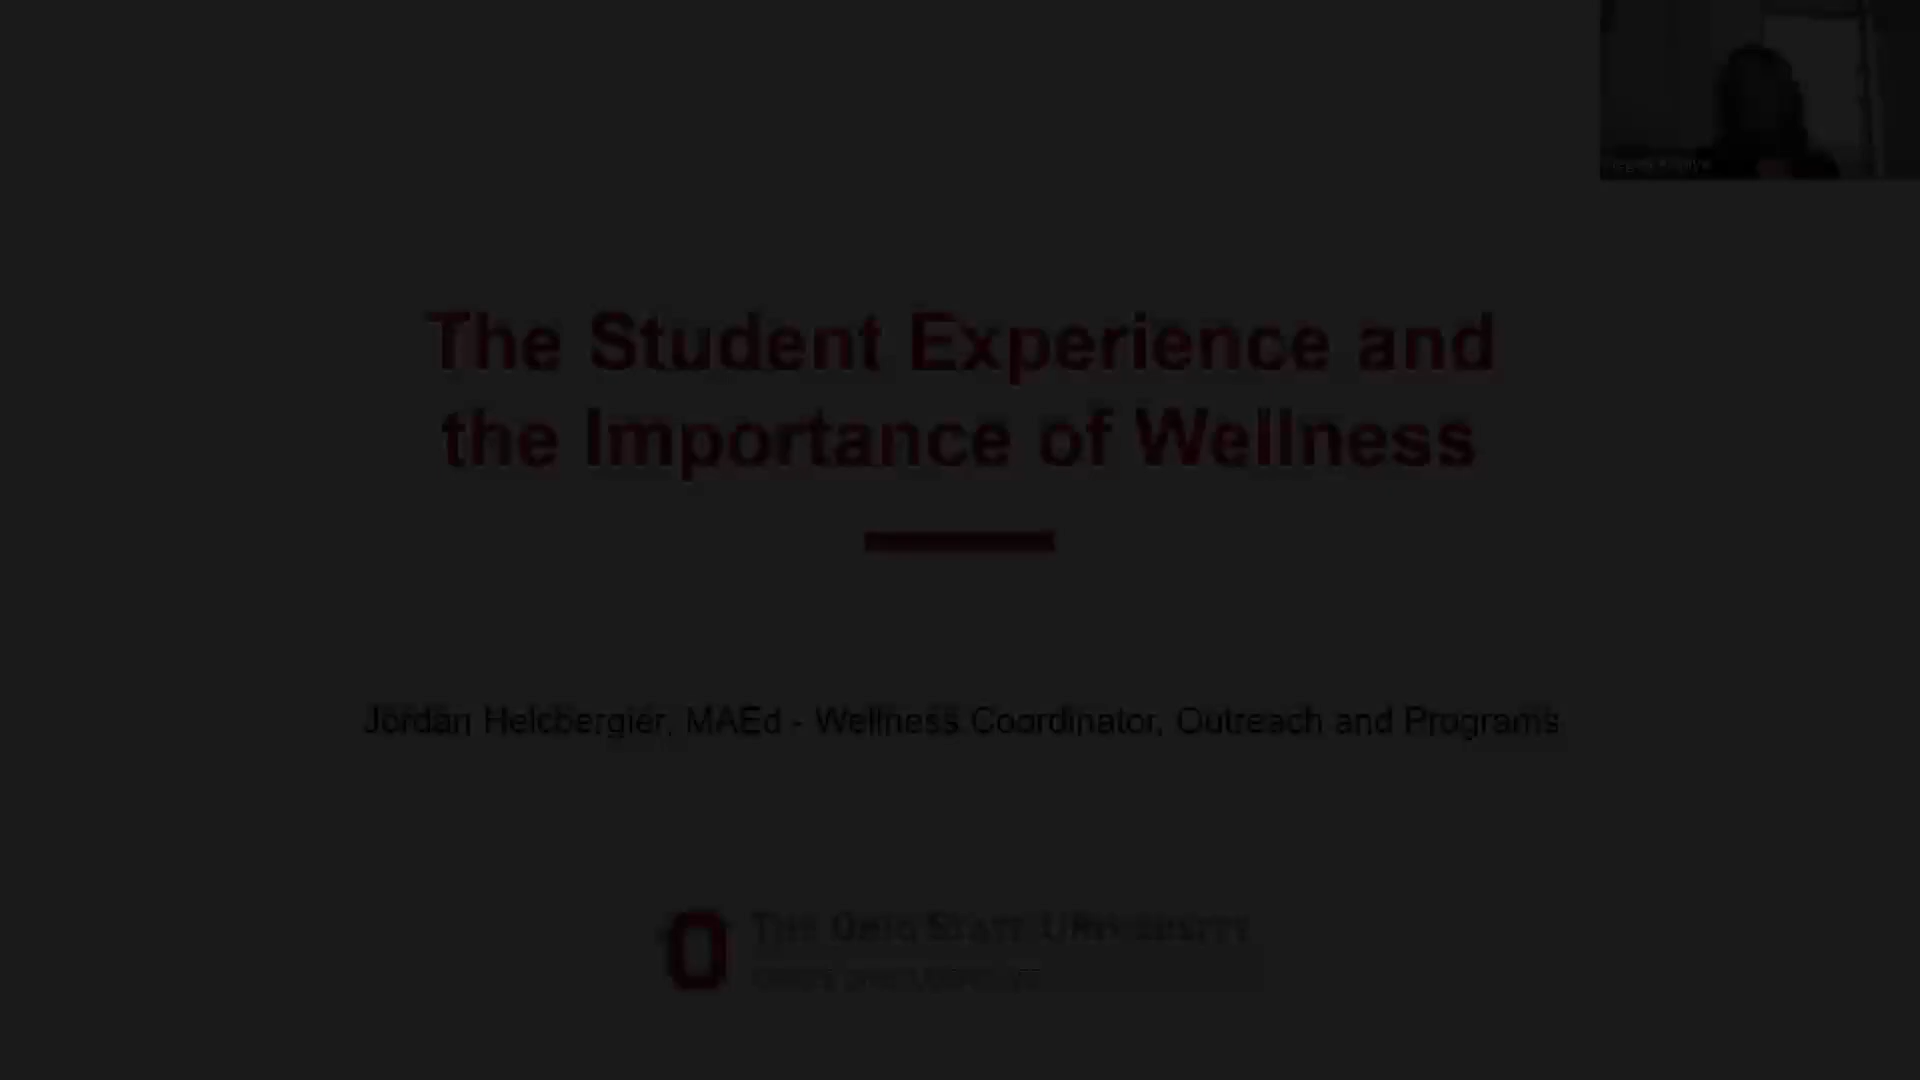 The Student Experience and
the Importance of Wellness
Jordan Helcbergier, MAEd - Wellness Coordinator, Outreach and Programs
The Ohio State University